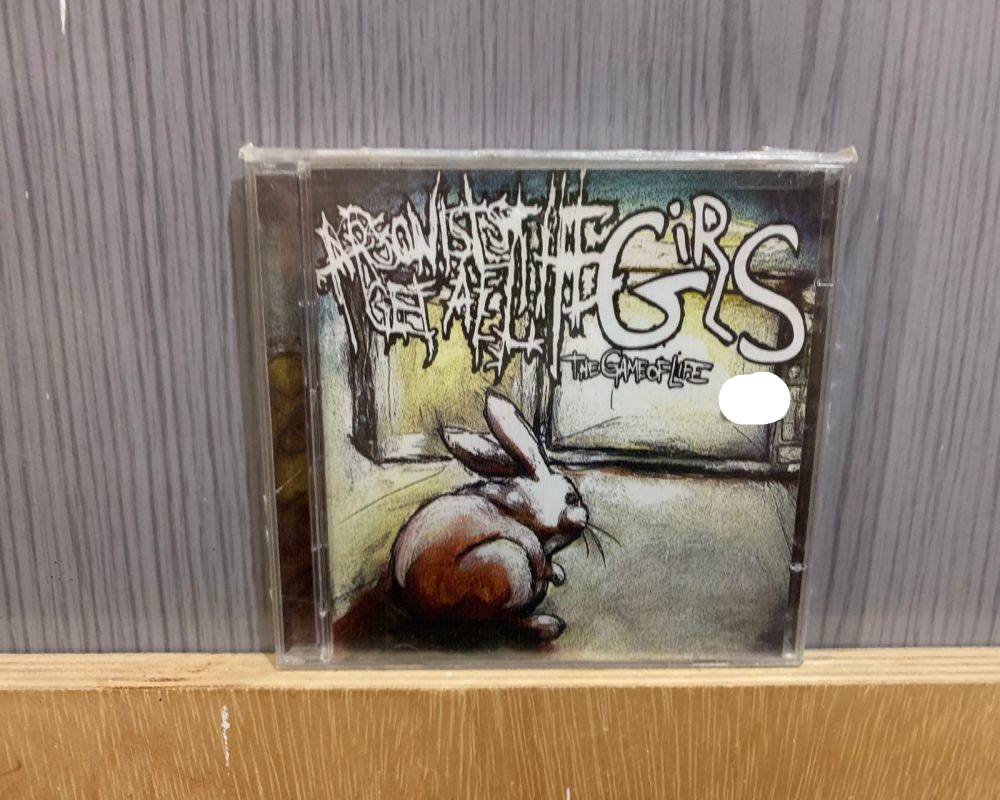 ARSONISTS GET ALL THE GIRLS
THE GAME OF LIFE